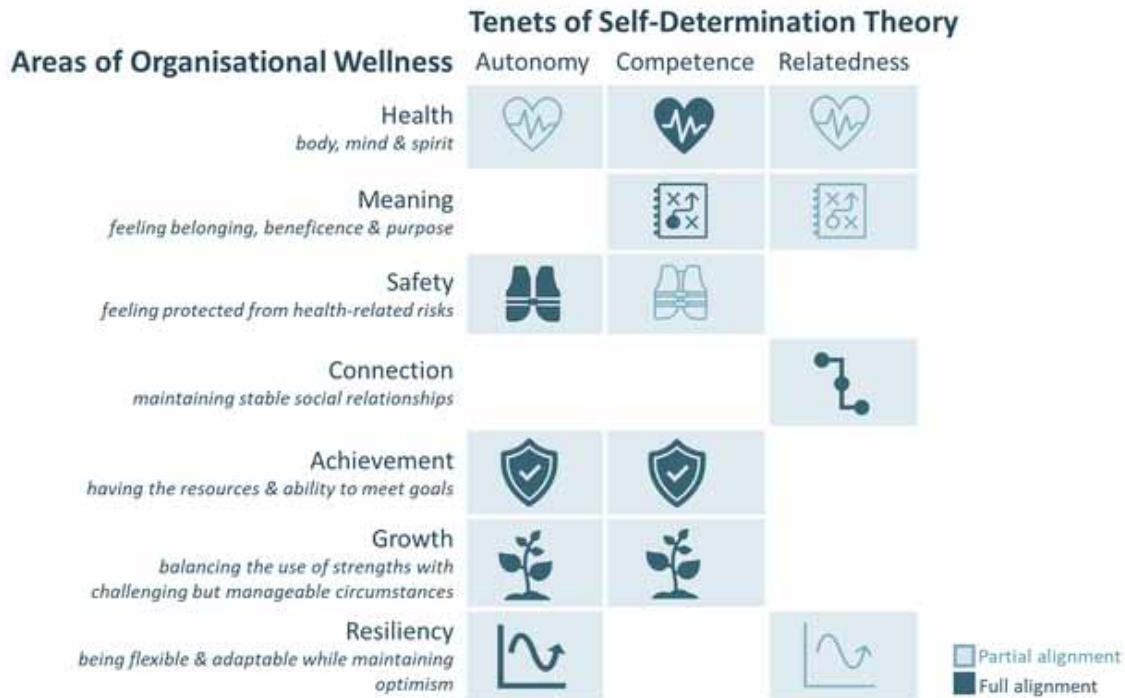 Tenets of Self-Determination Theory
Areas of Organisational Wellness
Autonomy Competence Relatedness
Health
body, mind & spirit
Meaning
feeling belonging, beneficence & purpose
Safety
feeling protected from health-related risks
Connection
maintaining stable social relationships
Achievement
having the resources & ability to meet goals
Growth
balancing the use of strengths with
challenging but manageable circumstances
Resiliency
being flexible & adaptable while maintaining
optimism
Partial alignment
Full alignment